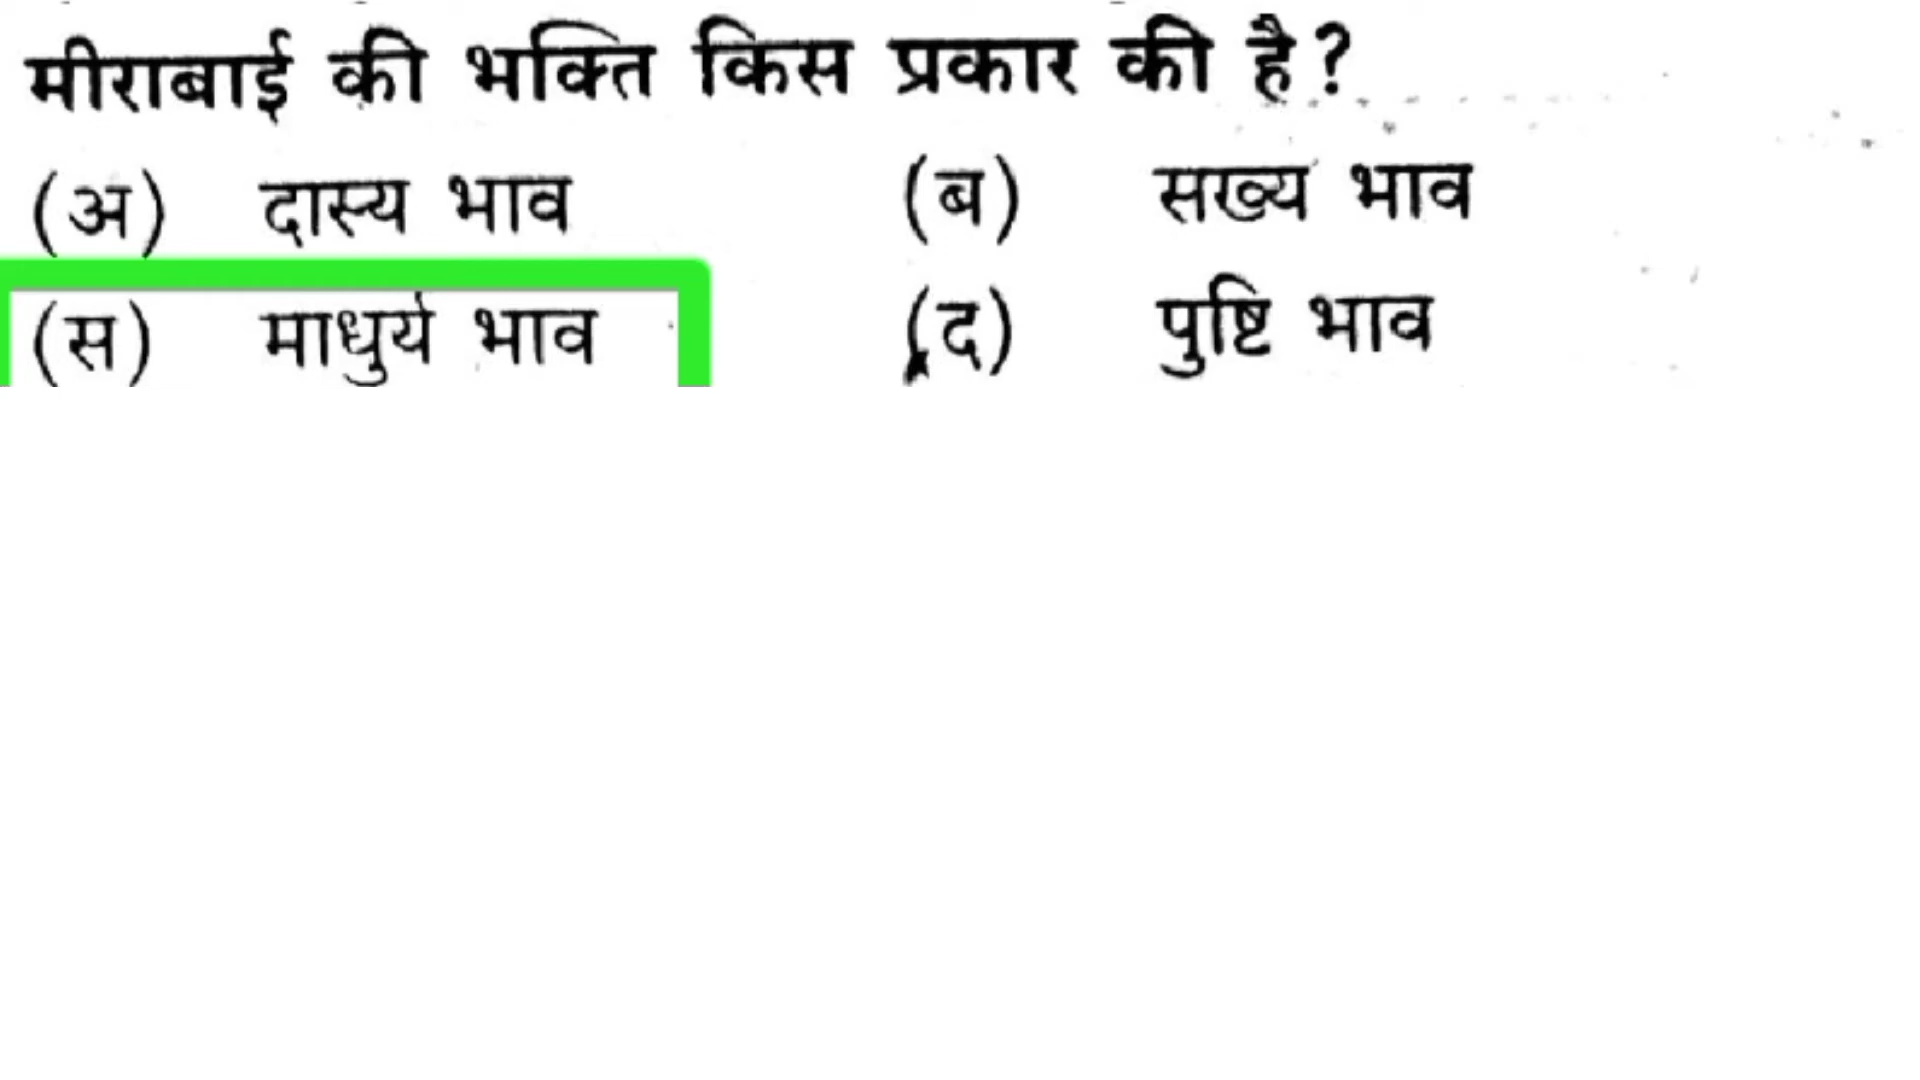 मीराबाई की भक्ति किस प्रकार की है?
(अ) दास्य भाव (ब) सख्य भाव
(स) माधुर्य भाव (द) पुष्टि भाव